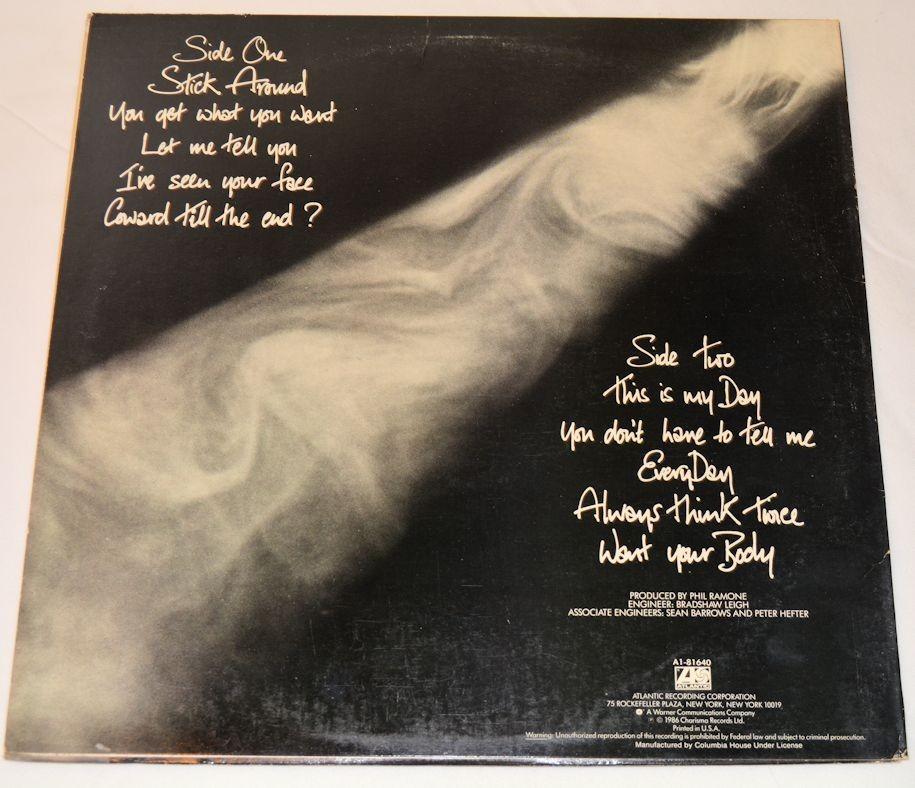 Side One
Stick Around
You get what you want
Let me tell you
I've seen your face
Coward till the end ?
Side two
This is my Day
You don't have to tell me
EveryDay
Always think twice
Want your Body
PRODUCED BY PHIL RAMONE
ENGINEER: BRADSHAW LEIGH
ASSOCIATE ENGINEERS: SEAN BARROWS AND PETER HEFTER
A1-81640
ATLANTIC
ATLANTIC RECORDING CORPORATION
75 ROCKEFELLER PLAZA, NEW YORK, NEW YORK 10019
A Warner Communications Company
℗ © 1986 Charisma Records Ltd.
Printed in U.S.A.
Warning: Unauthorized reproduction of this recording is prohibited by Federal law and subject to criminal prosecution.
Manufactured by Columbia House Under License